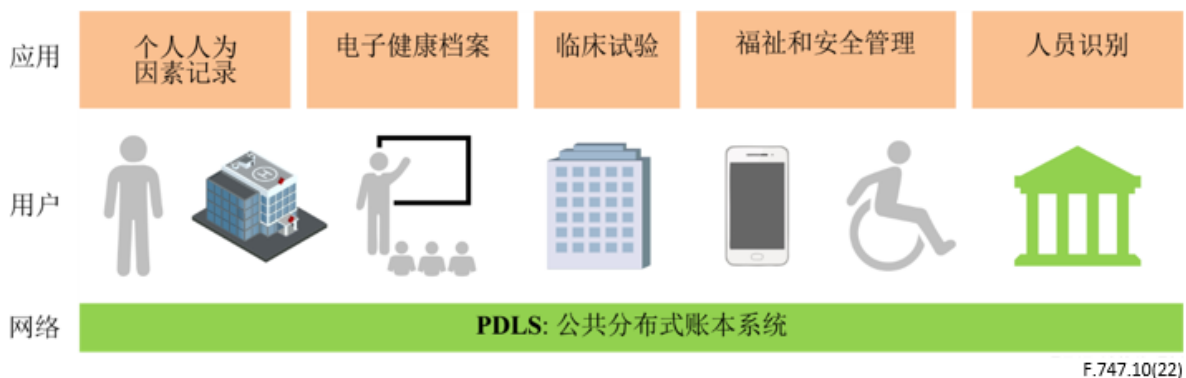 应用
个人人为
因素记录
电子健康档案
临床试验
福祉和安全管理
人员识别
用户
H
网络
PDLS: 公共分布式账本系统
F.747.10(22)